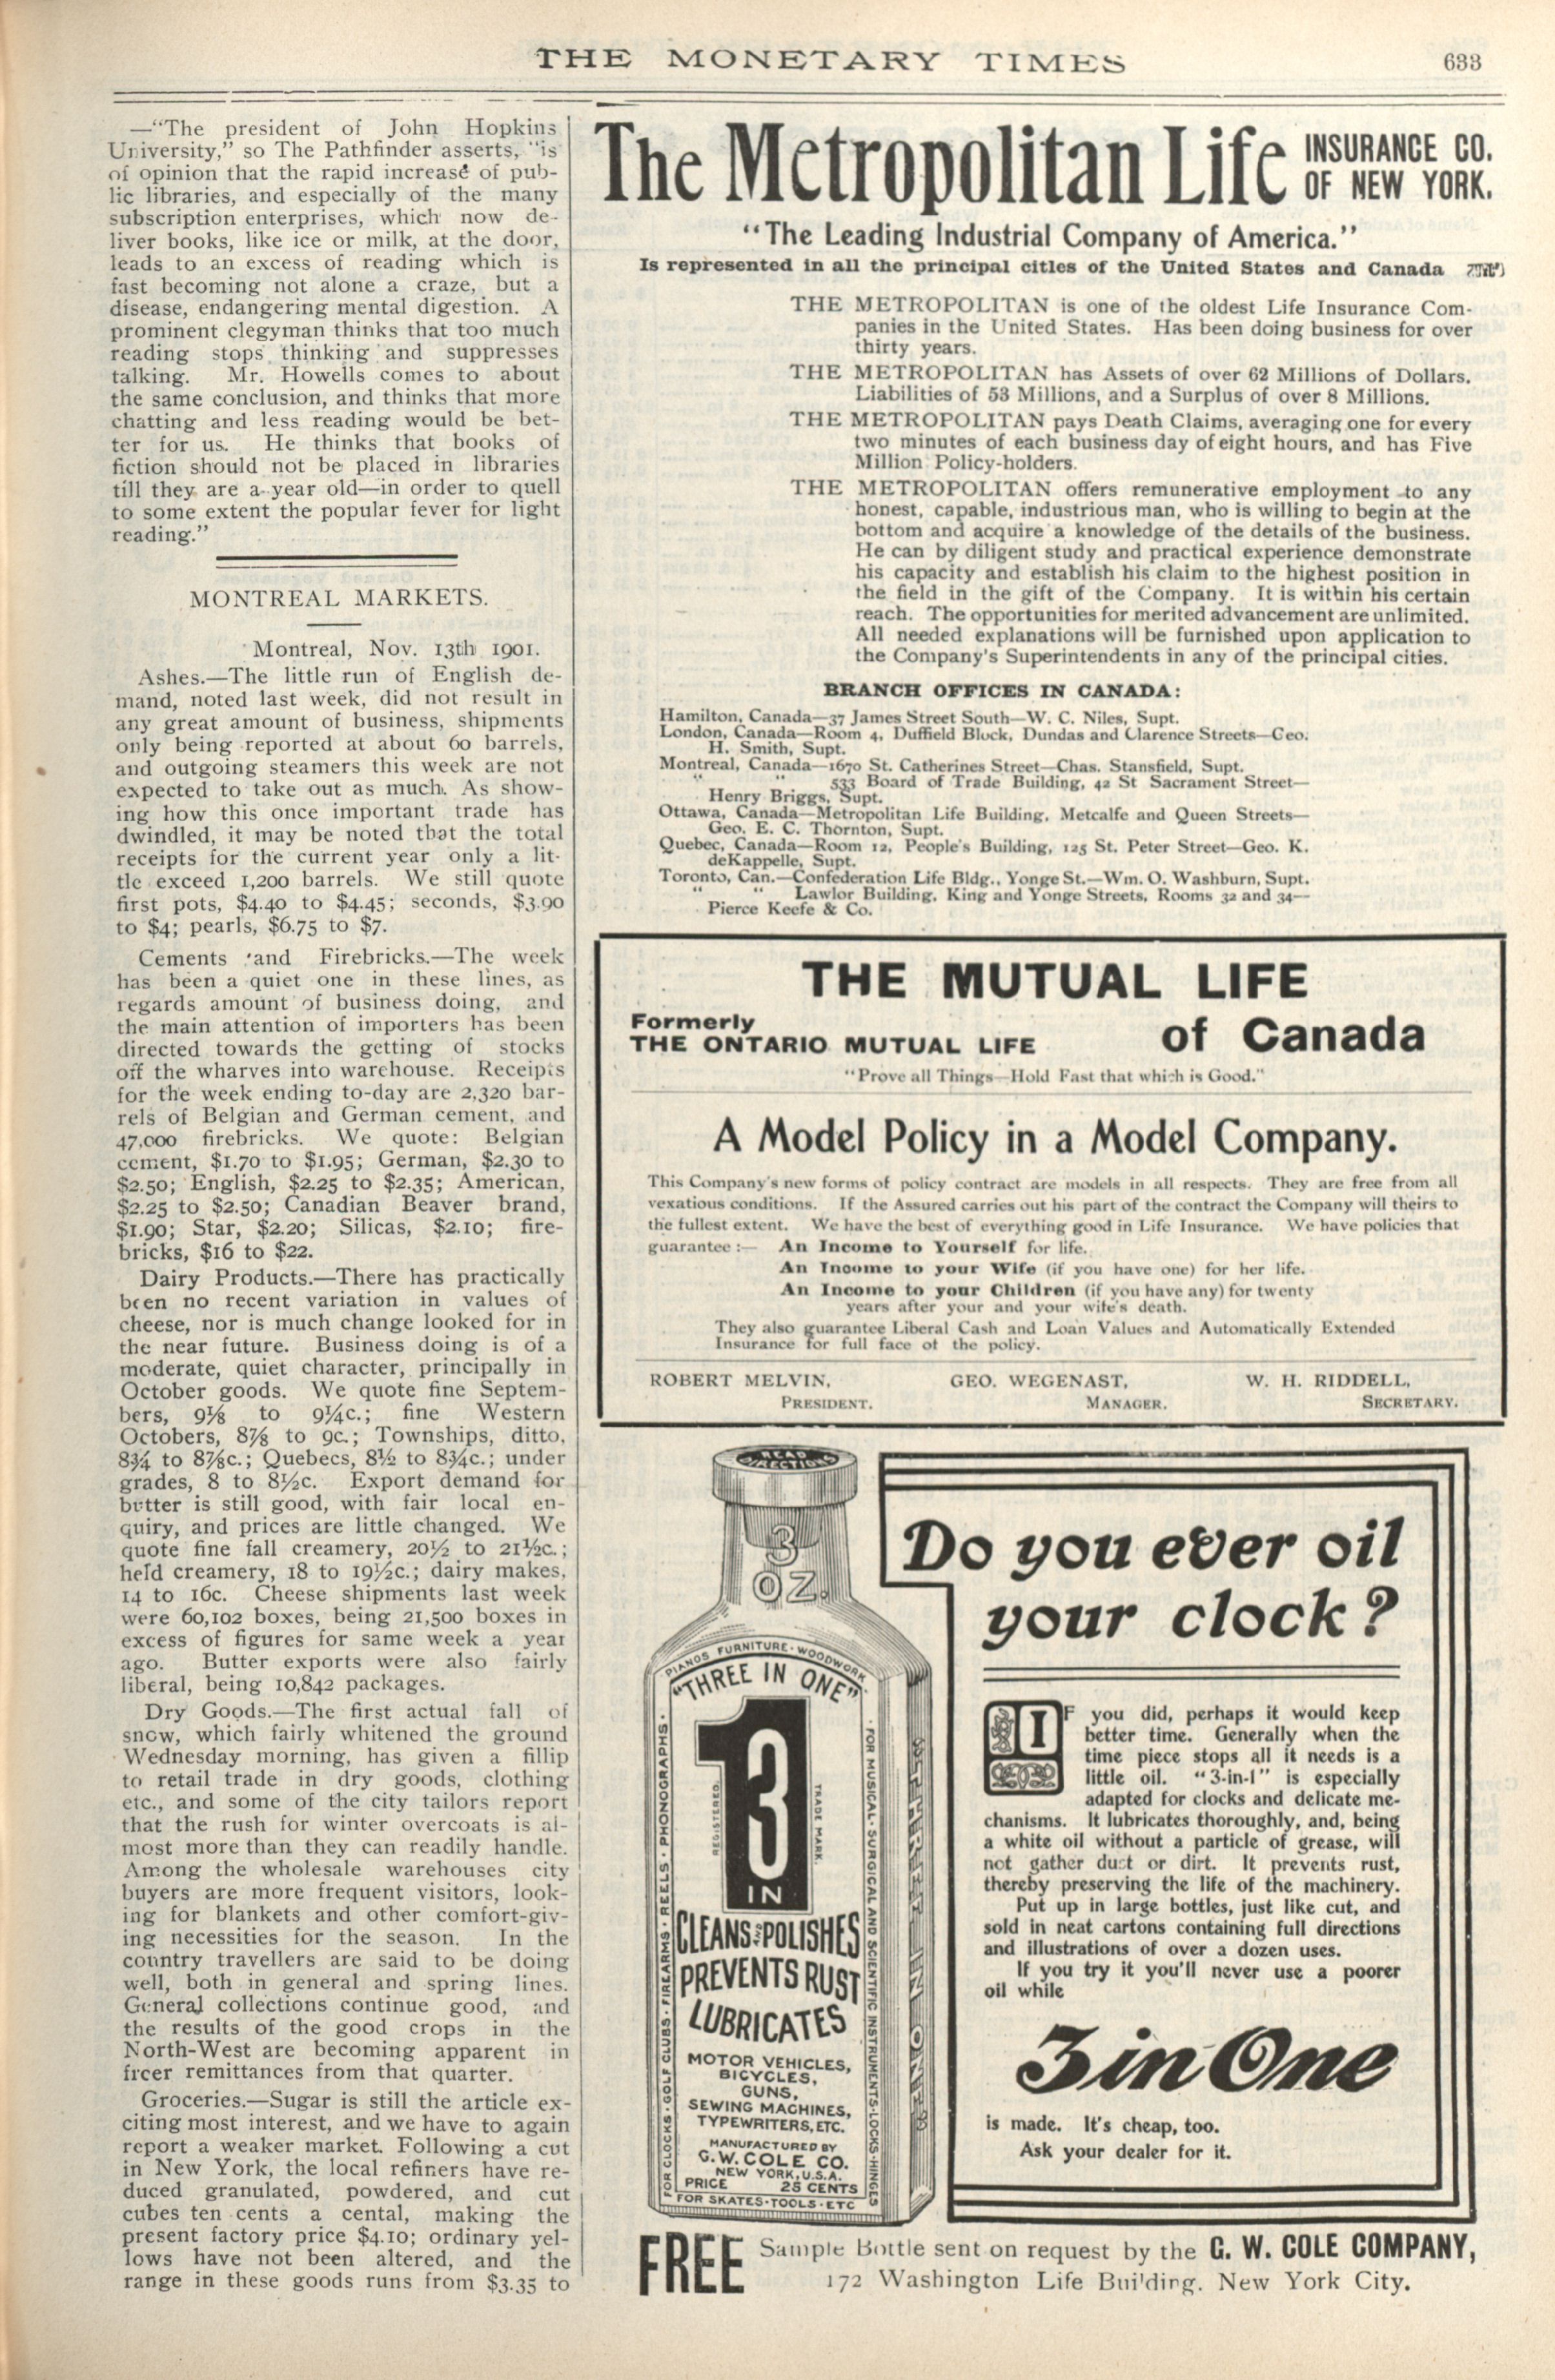 THE MONETARY TIMES
633
—“The president of John Hopkins
University,” so The Pathfinder asserts, “is
of opinion that the rapid increase of pub-
lic libraries, and especially of the many
subscription enterprises, which now de-
liver books, like ice or milk, at the door,
leads to an excess of reading which is
fast becoming not alone a craze, but a
disease, endangering mental digestion. A
prominent clegyman thinks that too much
reading stops thinking and suppresses
talking. Mr. Howells comes to about
the same conclusion, and thinks that more
chatting and less reading would be bet-
ter for us. He thinks that books of
fiction should not be placed in libraries
till they are a year old—in order to quell
to some extent the popular fever for light
reading.”
MONTREAL MARKETS.
Montreal, Nov. 13th 1901.
Ashes.—The little run of English de-
mand, noted last week, did not result in
any great amount of business, shipments
only being reported at about 60 barrels,
and outgoing steamers this week are not
expected to take out as much. As show-
ing how this once important trade has
dwindled, it may be noted that the total
receipts for the current year only a lit-
tle exceed 1,200 barrels. We still quote
first pots, $4.40 to $4.45; seconds, $3.90
to $4; pearls, $6.75 to $7.
Cements and Firebricks.—The week
has been a quiet one in these lines, as
regards amount of business doing, and
the main attention of importers has been
directed towards the getting of stocks
off the wharves into warehouse. Receipts
for the week ending to-day are 2,320 bar-
rels of Belgian and German cement, and
47,000 firebricks. We quote: Belgian
cement, $1.70 to $1.95; German, $2.30 to
$2.50; English, $2.25 to $2.35; American,
$2.25 to $2.50; Canadian Beaver brand,
$1.90; Star, $2.20; Silicas, $2.10; fire-
bricks, $16 to $22.
Dairy Products.—There has practically
been no recent variation in values of
cheese, nor is much change looked for in
the near future. Business doing is of a
moderate, quiet character, principally in
October goods. We quote fine Septem-
bers, 9⅛ to 9¼c.; fine Western
Octobers, 8⅞ to 9c.; Townships, ditto,
8¾ to 8⅞c.; Quebecs, 8½ to 8¾c.; under
grades, 8 to 8½c. Export demand for
butter is still good, with fair local en-
quiry, and prices are little changed. We
quote fine fall creamery, 20½ to 21½c.;
held creamery, 18 to 19½c.; dairy makes,
14 to 16c. Cheese shipments last week
were 60,102 boxes, being 21,500 boxes in
excess of figures for same week a year
ago. Butter exports were also fairly
liberal, being 10,842 packages.
Dry Goods.—The first actual fall of
snow, which fairly whitened the ground
Wednesday morning, has given a fillip
to retail trade in dry goods, clothing
etc., and some of the city tailors report
that the rush for winter overcoats is al-
most more than they can readily handle.
Among the wholesale warehouses city
buyers are more frequent visitors, look-
ing for blankets and other comfort-giv-
ing necessities for the season. In the
country travellers are said to be doing
well, both in general and spring lines.
General collections continue good, and
the results of the good crops in the
North-West are becoming apparent in
freer remittances from that quarter.
Groceries.—Sugar is still the article ex-
citing most interest, and we have to again
report a weaker market. Following a cut
in New York, the local refiners have re-
duced granulated, powdered, and cut
cubes ten cents a cental, making the
present factory price $4.10; ordinary yel-
lows have not been altered, and the
range in these goods runs from $3.35 to
The Metropolitan Life INSURANCE CO.
OF NEW YORK.
“The Leading Industrial Company of America.”
Is represented in all the principal cities of the United States and Canada
THE METROPOLITAN is one of the oldest Life Insurance Com-
panies in the United States. Has been doing business for over
thirty years.
THE METROPOLITAN has Assets of over 62 Millions of Dollars.
Liabilities of 53 Millions, and a Surplus of over 8 Millions.
THE METROPOLITAN pays Death Claims, averaging one for every
two minutes of each business day of eight hours, and has Five
Million Policy-holders.
THE METROPOLITAN offers remunerative employment to any
honest, capable, industrious man, who is willing to begin at the
bottom and acquire a knowledge of the details of the business.
He can by diligent study and practical experience demonstrate
his capacity and establish his claim to the highest position in
the field in the gift of the Company. It is within his certain
reach. The opportunities for merited advancement are unlimited.
All needed explanations will be furnished upon application to
the Company's Superintendents in any of the principal cities.
BRANCH OFFICES IN CANADA:
Hamilton, Canada—37 James Street South—W. C. Niles, Supt.
London, Canada—Room 4, Duffield Block, Dundas and Clarence Streets—Geo.
H. Smith, Supt.
Montreal, Canada—1670 St. Catherines Street—Chas. Stansfield, Supt.
“ “ 533 Board of Trade Building, 42 St Sacrament Street—
Henry Briggs, Supt.
Ottawa, Canada—Metropolitan Life Building, Metcalfe and Queen Streets—
Geo. E. C. Thornton, Supt.
Quebec, Canada—Room 12, People's Building, 125 St. Peter Street—Geo. K.
deKappelle, Supt.
Toronto, Can.—Confederation Life Bldg., Yonge St.—Wm. O. Washburn, Supt.
“ “ Lawlor Building, King and Yonge Streets, Rooms 32 and 34—
Pierce Keefe & Co.
THE MUTUAL LIFE
Formerly
THE ONTARIO MUTUAL LIFE
of Canada
“Prove all Things—Hold Fast that which is Good.”
A Model Policy in a Model Company.
This Company's new forms of policy contract are models in all respects. They are free from all
vexatious conditions. If the Assured carries out his part of the contract the Company will theirs to
the fullest extent. We have the best of everything good in Life Insurance. We have policies that
guarantee :— An Income to Yourself for life.
An Income to your Wife (if you have one) for her life.
An Income to your Children (if you have any) for twenty
years after your and your wife's death.
They also guarantee Liberal Cash and Loan Values and Automatically Extended
Insurance for full face of the policy.
ROBERT MELVIN, GEO. WEGENAST, W. H. RIDDELL,
PRESIDENT. MANAGER. SECRETARY.
READ
DIRECTIONS
3
OZ.
PIANOS FURNITURE · WOODWORK
“THREE IN ONE”
REGISTERED
3
IN
1
TRADE MARK.
CLEANS AND POLISHES
PREVENTS RUST
LUBRICATES
MOTOR VEHICLES,
BICYCLES,
GUNS,
SEWING MACHINES,
TYPEWRITERS, ETC.
MANUFACTURED BY
G. W. COLE CO.
NEW YORK, U.S.A.
PRICE 25 CENTS
FOR SKATES · TOOLS · ETC
FOR CLOCKS · GOLF CLUBS · FIREARMS · REELS · PHONOGRAPHS ·
· FOR MUSICAL · SURGICAL AND SCIENTIFIC INSTRUMENTS · LOCKS · HINGES
Do you ever oil
your clock?
IF you did, perhaps it would keep
better time. Generally when the
time piece stops all it needs is a
little oil. “3-in-1” is especially
adapted for clocks and delicate me-
chanisms. It lubricates thoroughly, and, being
a white oil without a particle of grease, will
not gather dust or dirt. It prevents rust,
thereby preserving the life of the machinery.
Put up in large bottles, just like cut, and
sold in neat cartons containing full directions
and illustrations of over a dozen uses.
If you try it you'll never use a poorer
oil while
3 in One
is made. It's cheap, too.
Ask your dealer for it.
FREE Sample Bottle sent on request by the G. W. COLE COMPANY,
172 Washington Life Building. New York City.